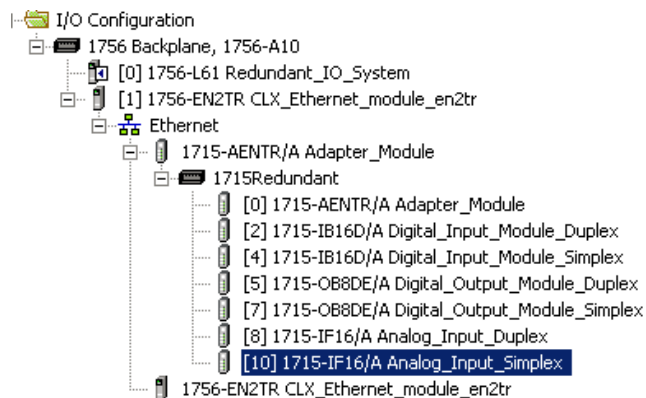 I/O Configuration
1756 Backplane, 1756-A10
[0] 1756-L61 Redundant_IO_System
[1] 1756-EN2TR CLX_Ethernet_module_en2tr
Ethernet
1715-AENTR/A Adapter_Module
1715Redundant
[0] 1715-AENTR/A Adapter_Module
[2] 1715-IB16D/A Digital_Input_Module_Duplex
[4] 1715-IB16D/A Digital_Input_Module_Simplex
[5] 1715-OB8DE/A Digital_Output_Module_Duplex
[7] 1715-OB8DE/A Digital_Output_Module_Simplex
[8] 1715-IF16/A Analog_Input_Duplex
[10] 1715-IF16/A Analog_Input_Simplex
1756-EN2TR CLX_Ethernet_module_en2tr